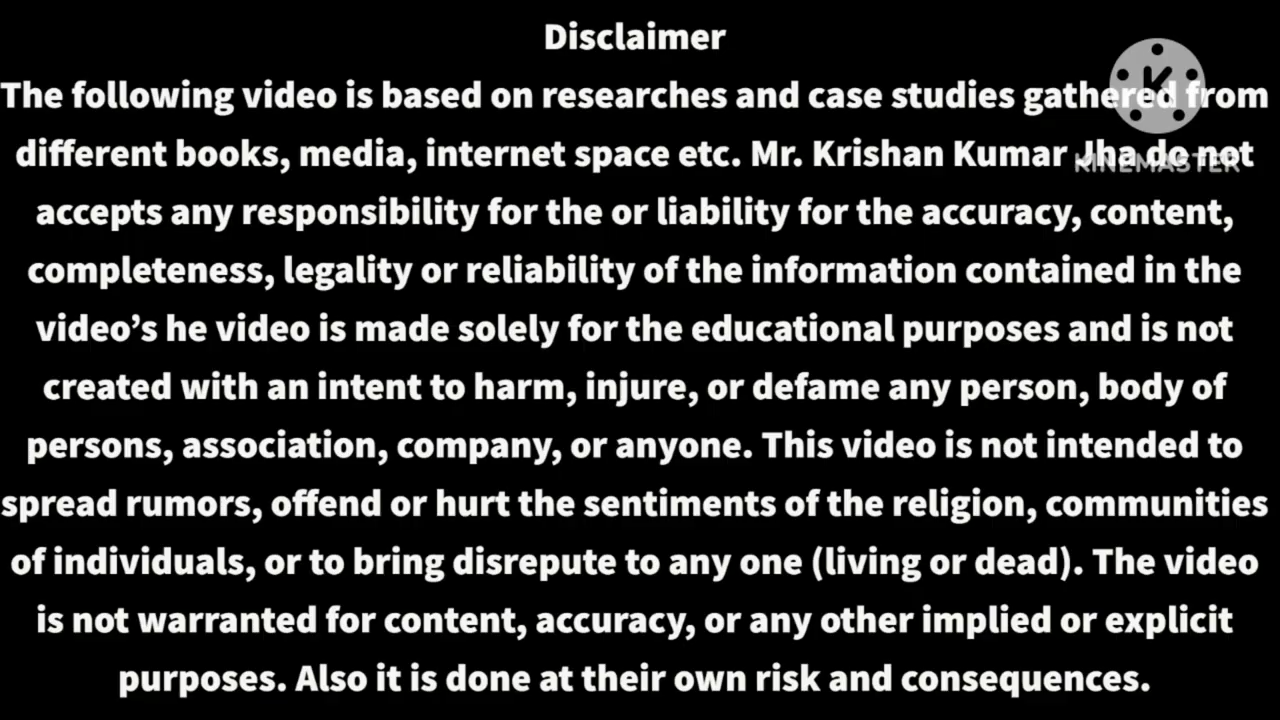 Disclaimer
The following video is based on researches and case studies gathered from
different books, media, internet space etc. Mr. Krishan Kumar Jha do not
accepts any responsibility for the or liability for the accuracy, content,
completeness, legality or reliability of the information contained in the
video’s he video is made solely for the educational purposes and is not
created with an intent to harm, injure, or defame any person, body of
persons, association, company, or anyone. This video is not intended to
spread rumors, offend or hurt the sentiments of the religion, communities
of individuals, or to bring disrepute to any one (living or dead). The video
is not warranted for content, accuracy, or any other implied or explicit
purposes. Also it is done at their own risk and consequences.
K
KINEMASTER